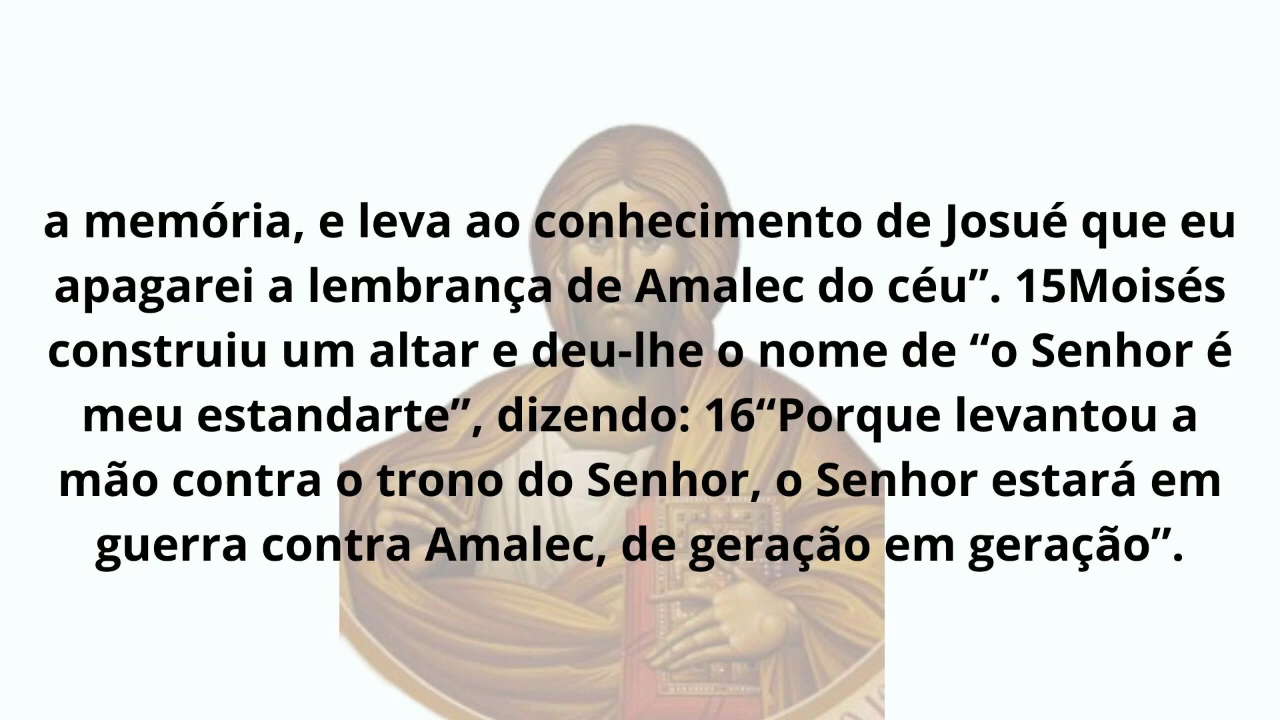 a memória, e leva ao conhecimento de Josué que eu
apagarei a lembrança de Amalec do céu”. 15Moisés
construiu um altar e deu-lhe o nome de “o Senhor é
meu estandarte”, dizendo: 16“Porque levantou a
mão contra o trono do Senhor, o Senhor estará em
guerra contra Amalec, de geração em geração”.